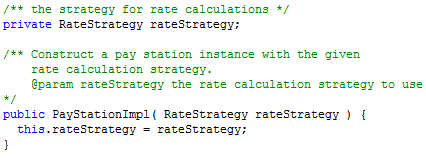 /** the strategy for rate calculations */
private RateStrategy rateStrategy;
/** Construct a pay station instance with the given
rate calculation strategy.
@param rateStrategy the rate calculation strategy to use
*/
public PayStationImpl( RateStrategy rateStrategy ) {
this.rateStrategy = rateStrategy;
}